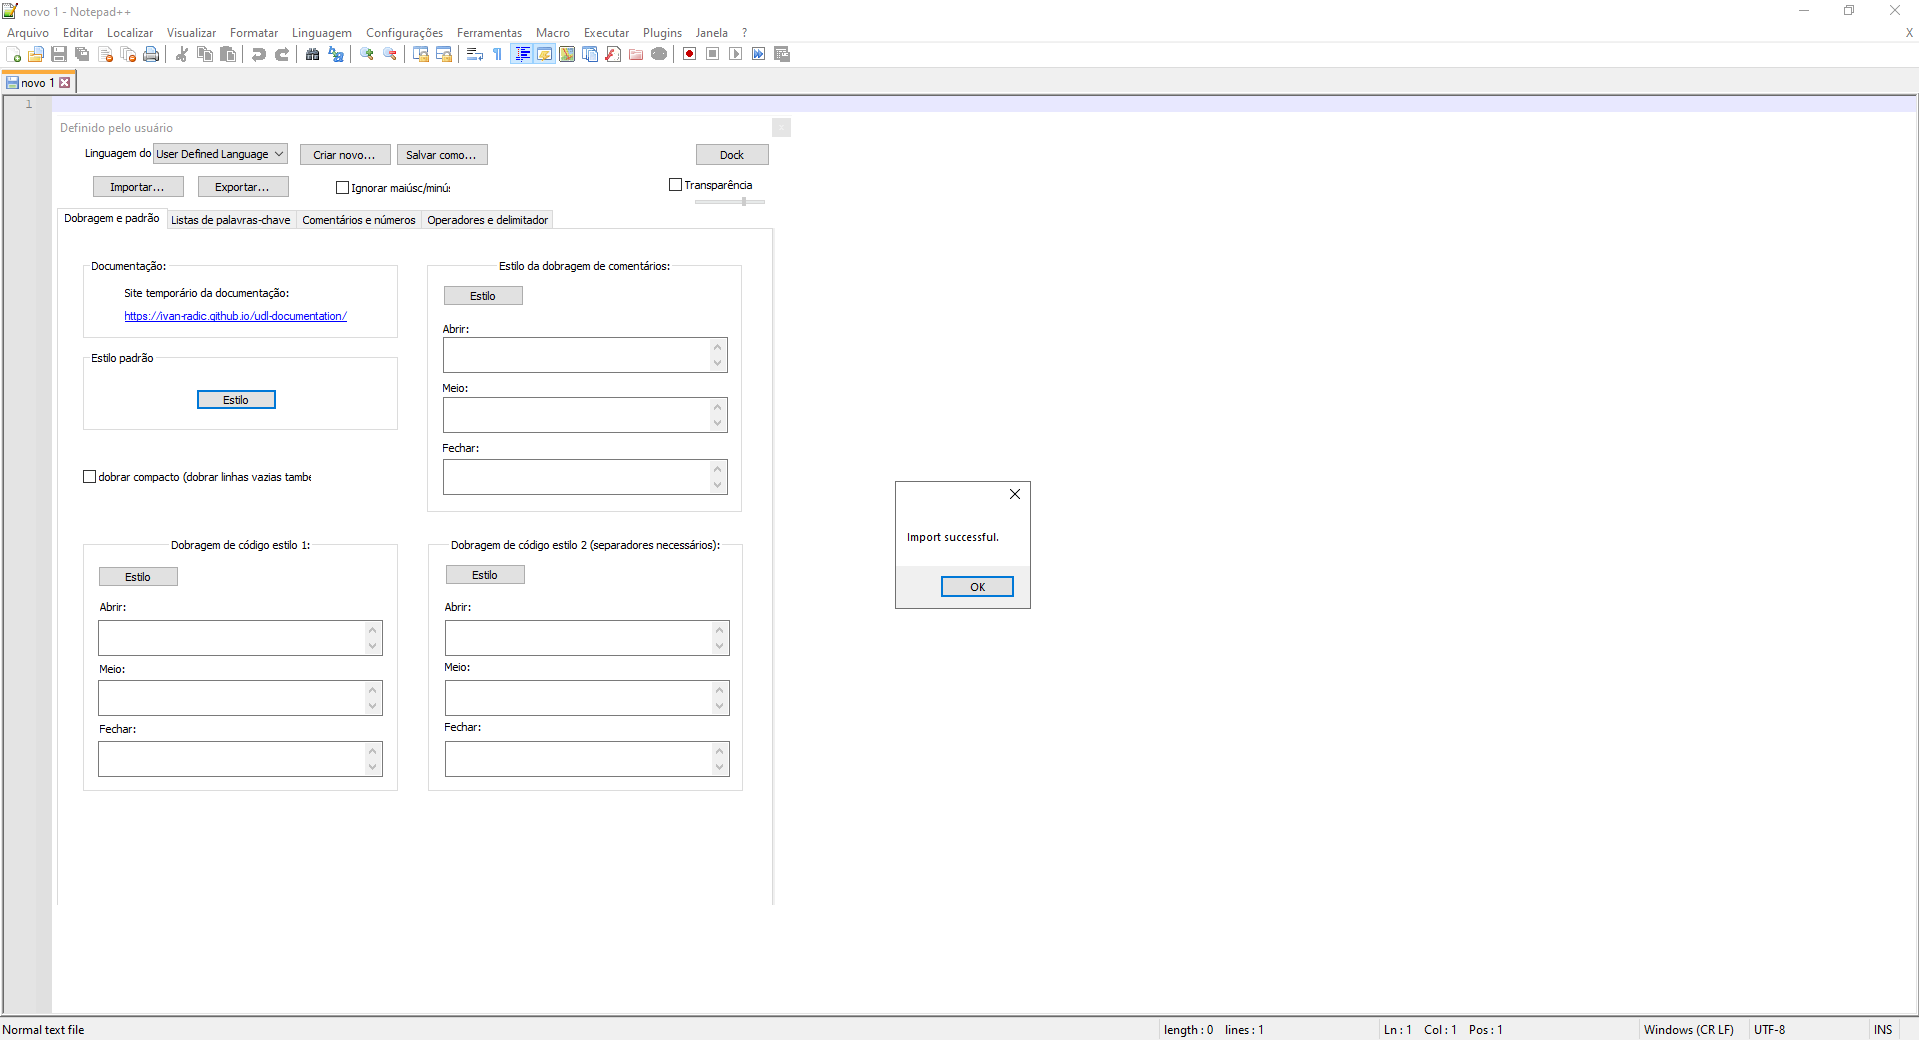 novo 1 - Notepad++
Arquivo Editar Localizar Visualizar Formatar Linguagem Configurações Ferramentas Macro Executar Plugins Janela ? X
novo 1
1
Definido pelo usuário
Linguagem do User Defined Language Criar novo... Salvar como... Dock
Importar... Exportar... Ignorar maiúsc/minús Transparência
Dobragem e padrão Listas de palavras-chave Comentários e números Operadores e delimitador
Documentação:
Site temporário da documentação:
https://ivan-radic.github.io/udl-documentation/
Estilo padrão
Estilo
dobrar compacto (dobrar linhas vazias tambe
Estilo da dobragem de comentários:
Estilo
Abrir:
Meio:
Fechar:
Dobragem de código estilo 1:
Estilo
Abrir:
Meio:
Fechar:
Dobragem de código estilo 2 (separadores necessários):
Estilo
Abrir:
Meio:
Fechar:
Import successful.
OK
Normal text file length : 0 lines : 1 Ln : 1 Col : 1 Pos : 1 Windows (CR LF) UTF-8 INS